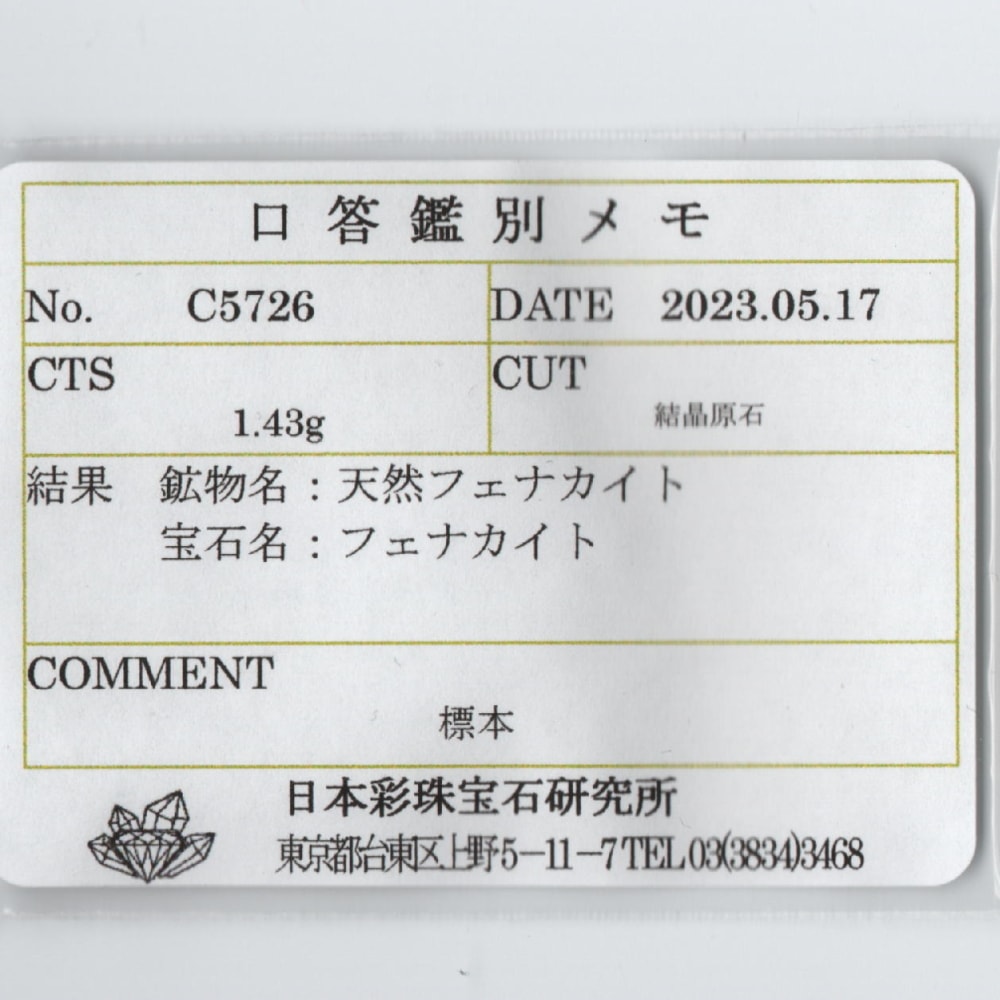 口答鑑別メモ
No. C5726 DATE 2023.05.17
CTS CUT
1.43g 結晶原石
結果 鉱物名：天然フェナカイト
宝石名：フェナカイト
COMMENT
標本
日本彩珠宝石研究所
東京都台東区上野5－11－7 TEL 03(3834)3468